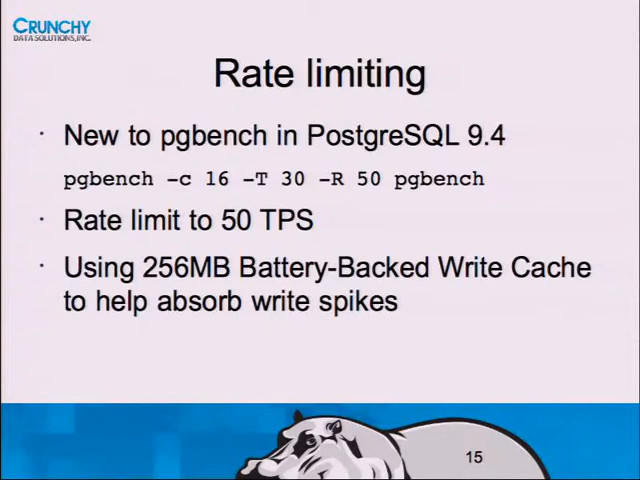 CRUNCHY
DATA SOLUTIONS, INC.
Rate limiting
· New to pgbench in PostgreSQL 9.4
pgbench -c 16 -T 30 -R 50 pgbench
· Rate limit to 50 TPS
· Using 256MB Battery-Backed Write Cache
to help absorb write spikes
15